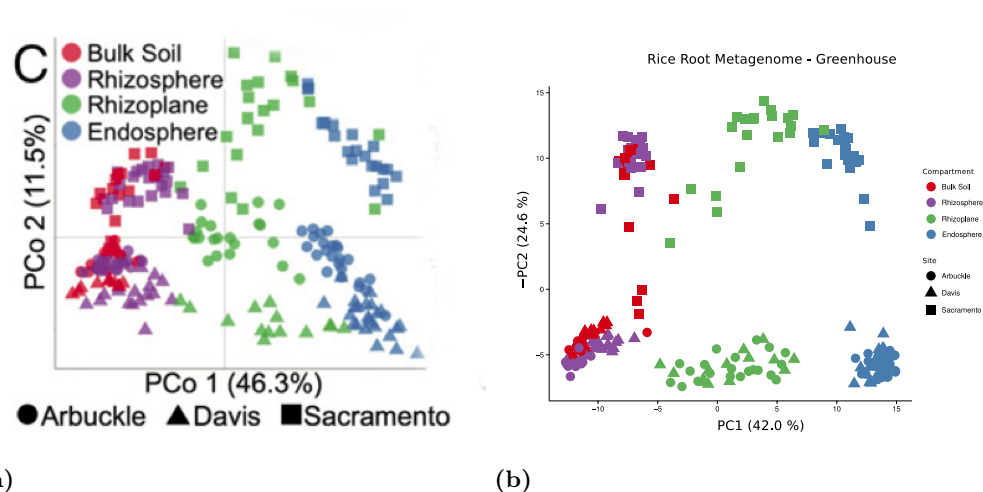 C
Bulk Soil
Rhizosphere
Rhizoplane
Endosphere
PCo 2 (11.5%)
PCo 1 (46.3%)
Arbuckle Davis Sacramento
)
Rice Root Metagenome - Greenhouse
15
10
5
0
−5
−PC2 (24.6 %)
−10 −5 0 5 10 15
PC1 (42.0 %)
Compartment
Bulk Soil
Rhizosphere
Rhizoplane
Endosphere
Site
Arbuckle
Davis
Sacramento
(b)